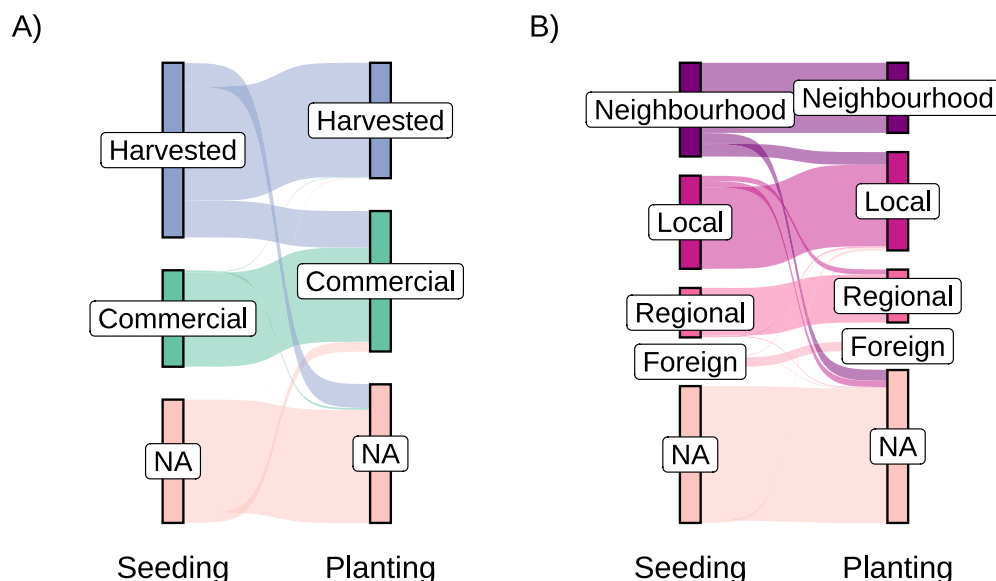 A)
Harvested
Harvested
Commercial
Commercial
NA
NA
Seeding
Planting
B)
Neighbourhood
Neighbourhood
Local
Local
Regional
Regional
Foreign
Foreign
NA
NA
Seeding
Planting